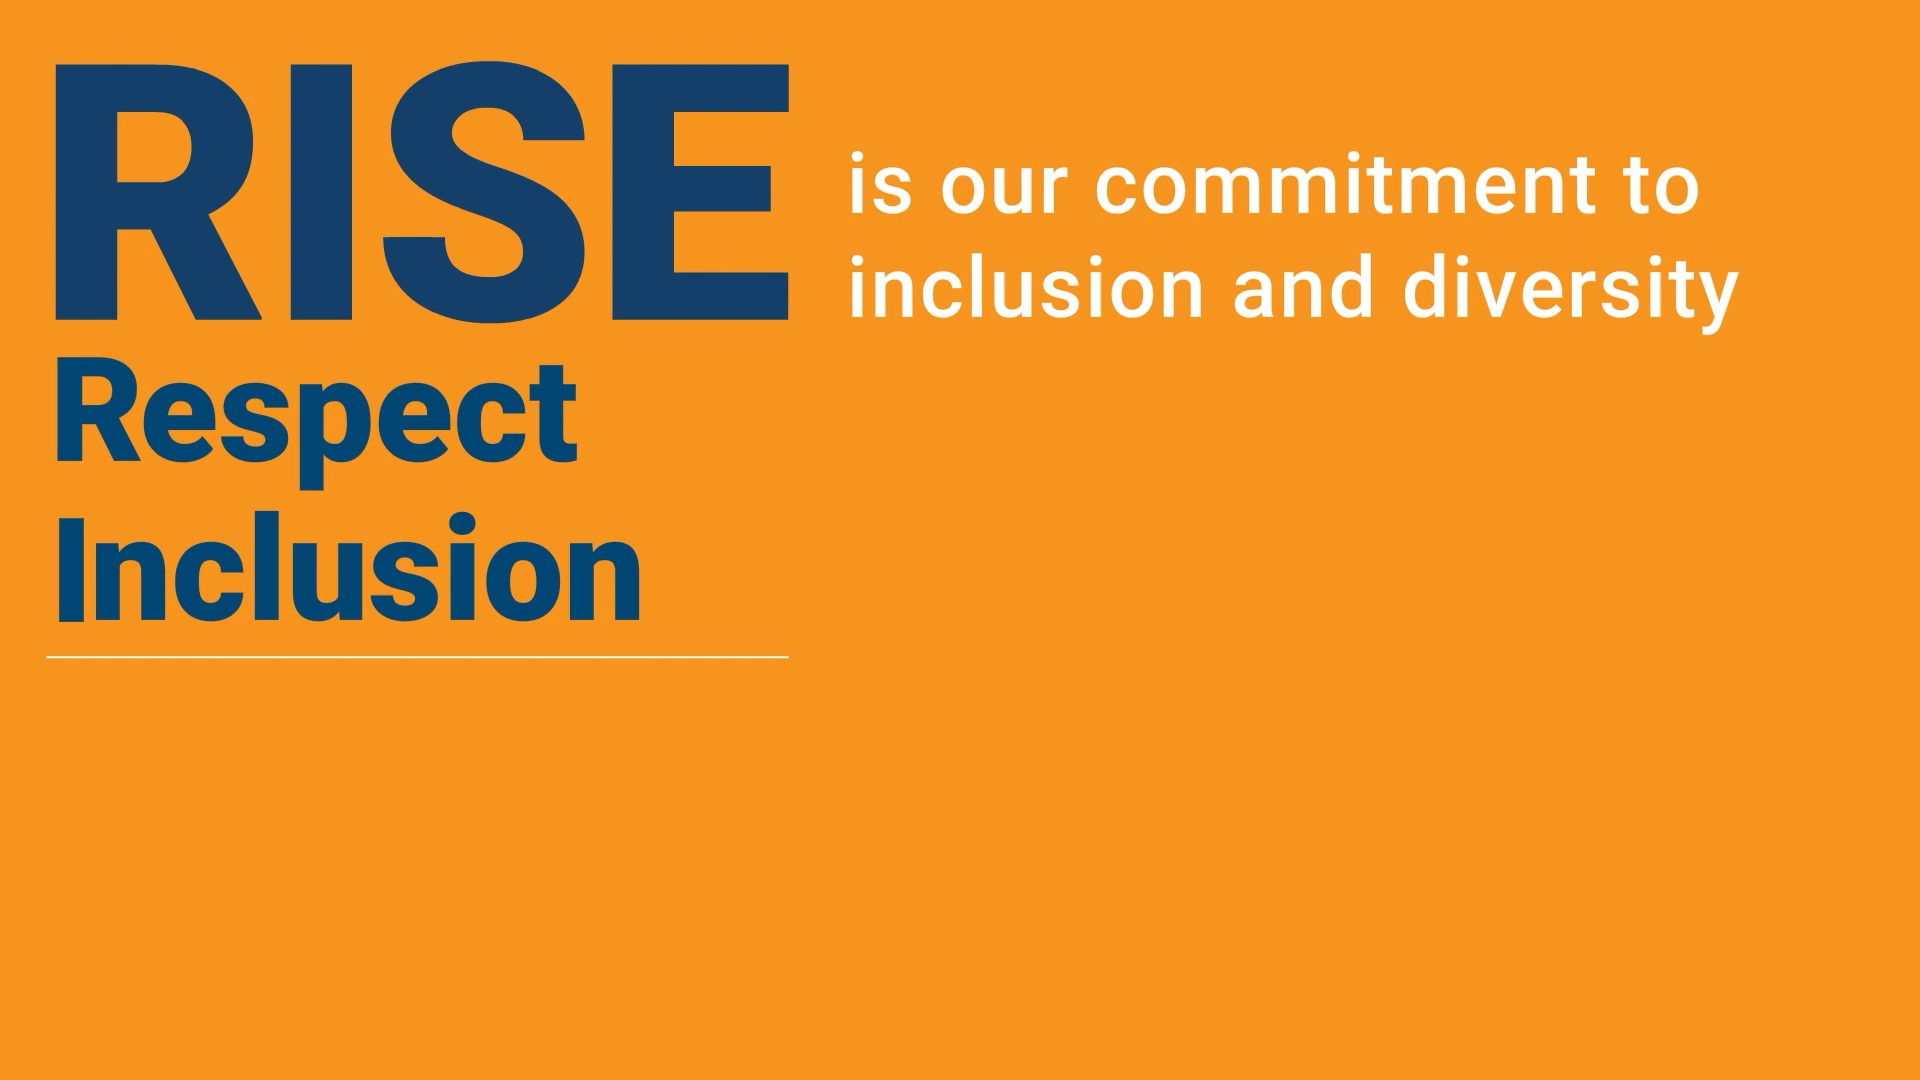 RISE
is our commitment to
inclusion and diversity
Respect
Inclusion